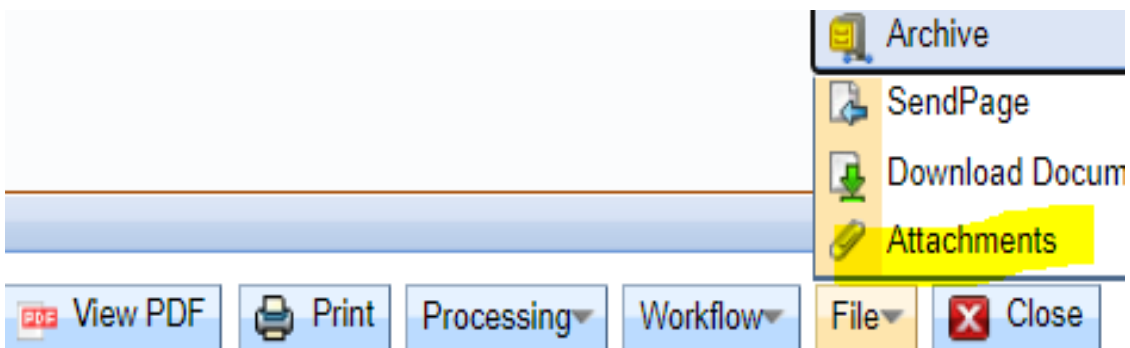 Archive
SendPage
Download Docum
Attachments
PDF View PDF Print Processing Workflow File Close